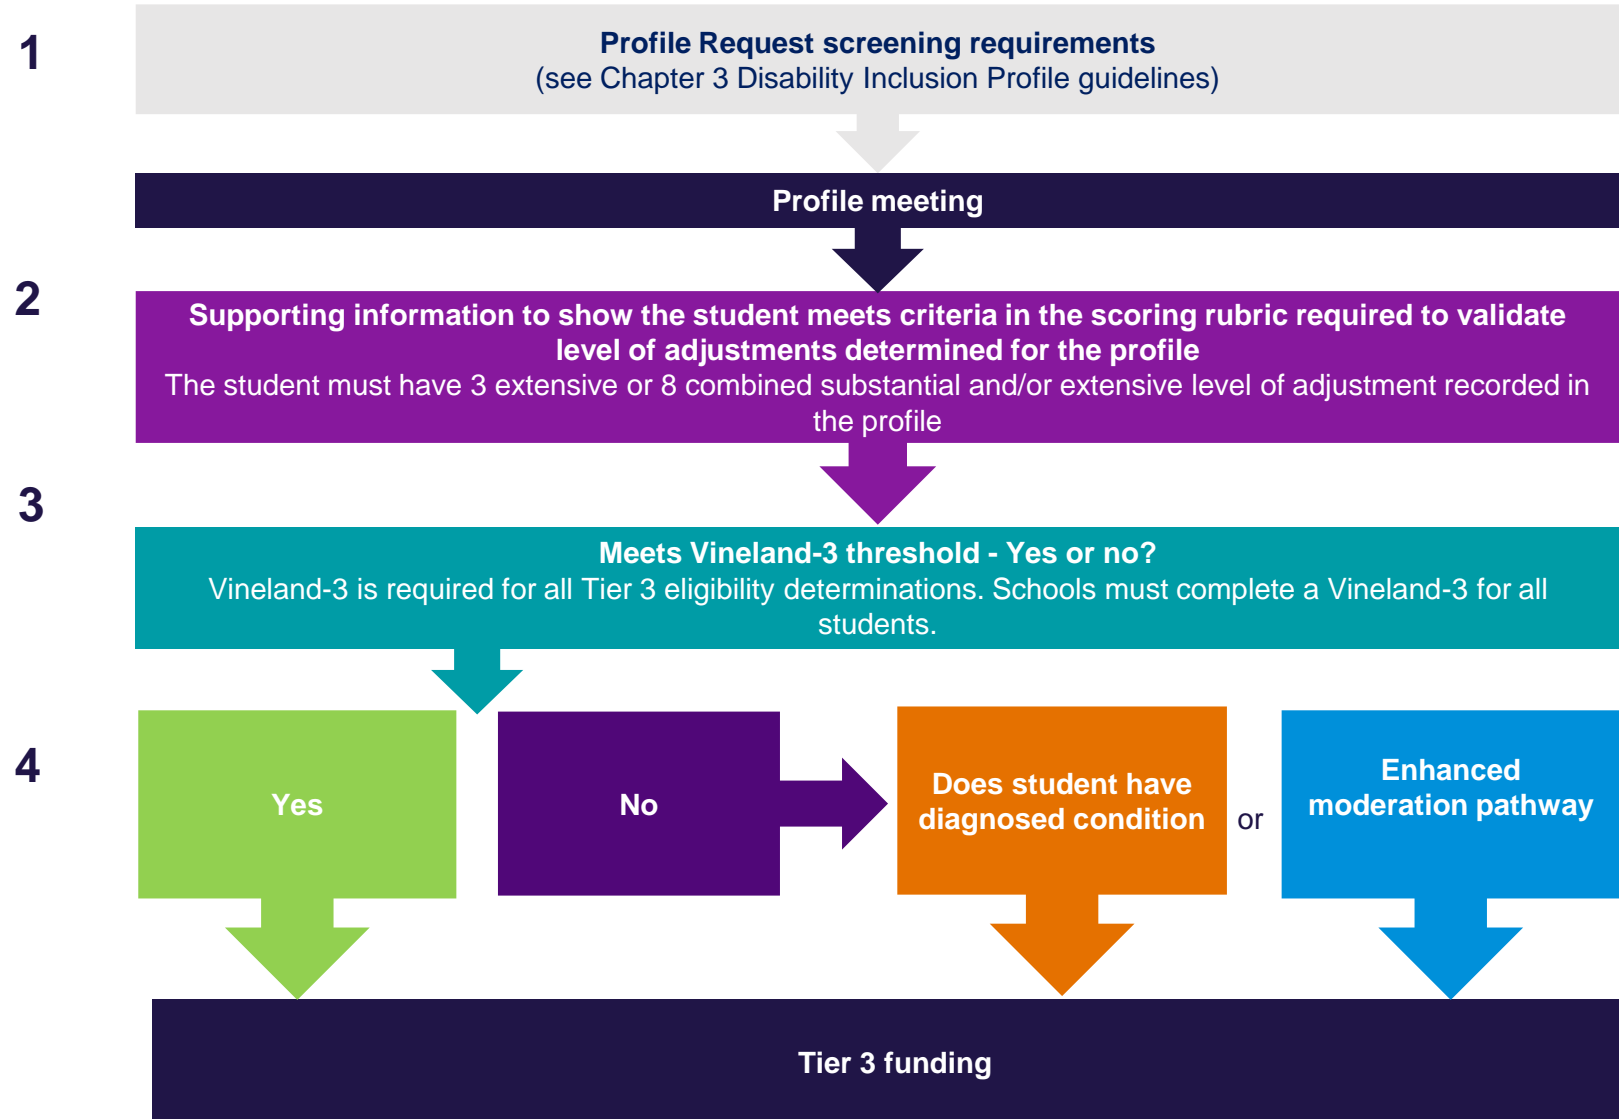 1
Profile Request screening requirements
(see Chapter 3 Disability Inclusion Profile guidelines)
Profile meeting
2
Supporting information to show the student meets criteria in the scoring rubric required to validate
level of adjustments determined for the profile
The student must have 3 extensive or 8 combined substantial and/or extensive level of adjustment recorded in
the profile
3
Meets Vineland-3 threshold - Yes or no?
Vineland-3 is required for all Tier 3 eligibility determinations. Schools must complete a Vineland-3 for all
students.
4
Yes
No
Does student have
diagnosed condition
or
Enhanced
moderation pathway
Tier 3 funding